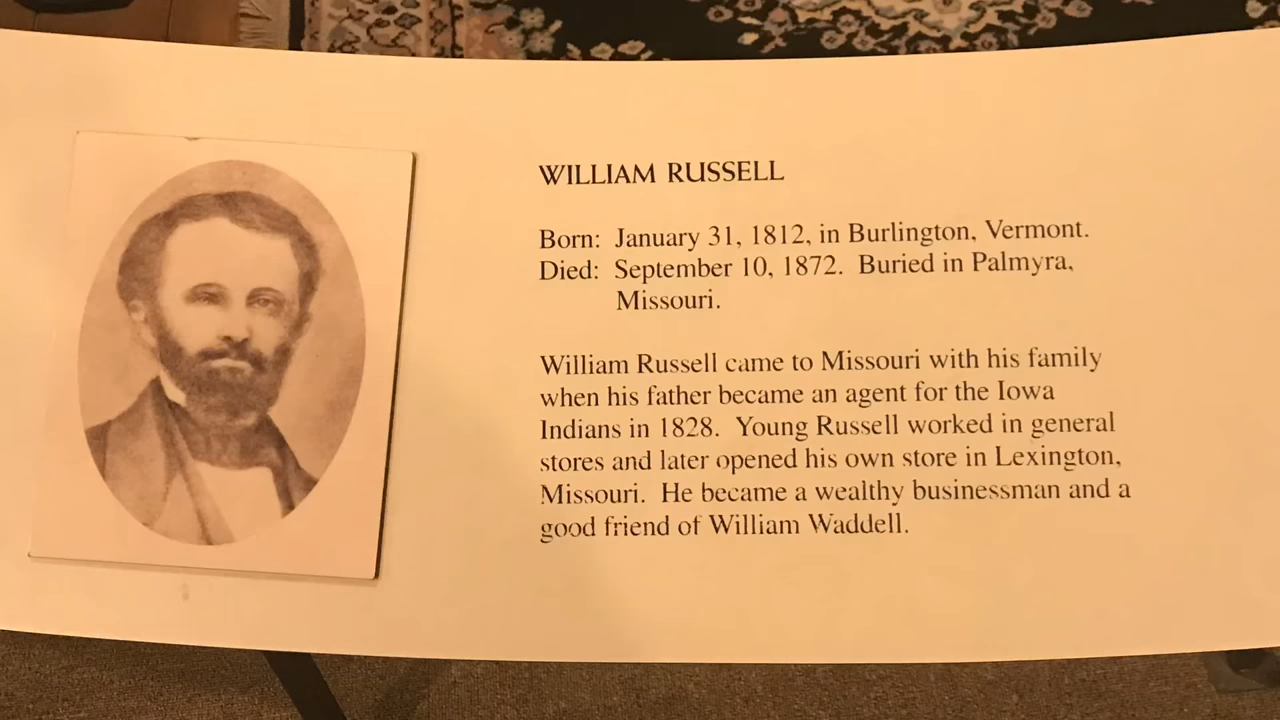 WILLIAM RUSSELL
Born: January 31, 1812, in Burlington, Vermont.
Died: September 10, 1872. Buried in Palmyra,
Missouri.
William Russell came to Missouri with his family
when his father became an agent for the Iowa
Indians in 1828. Young Russell worked in general
stores and later opened his own store in Lexington,
Missouri. He became a wealthy businessman and a
good friend of William Waddell.